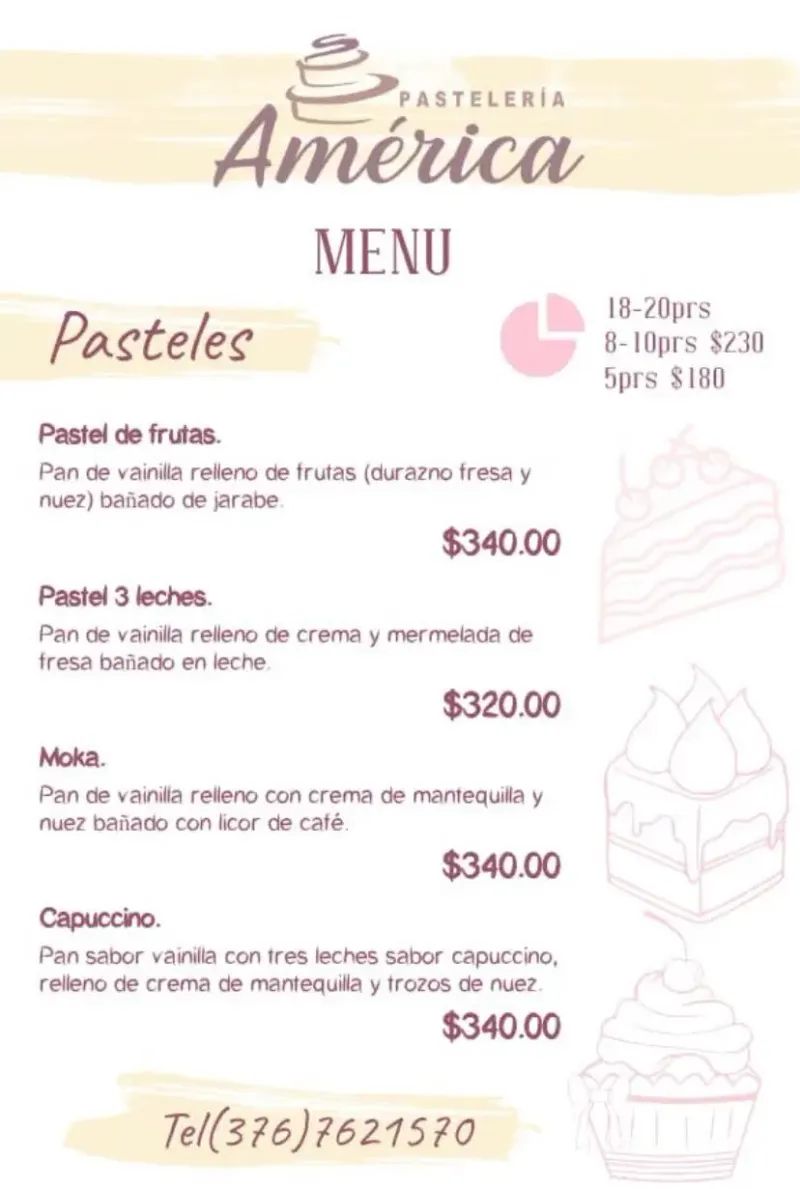 PASTELERÍA
América
MENU
Pasteles
18-20prs
8-10prs $230
5prs $180
Pastel de frutas.
Pan de vainilla relleno de frutas (durazno fresa y
nuez) bañado de jarabe.
$340.00
Pastel 3 leches.
Pan de vainilla relleno de crema y mermelada de
fresa bañado en leche.
$320.00
Moka.
Pan de vainilla relleno con crema de mantequilla y
nuez bañado con licor de café.
$340.00
Capuccino.
Pan sabor vainilla con tres leches sabor capuccino,
relleno de crema de mantequilla y trozos de nuez.
$340.00
Tel(376)7621570